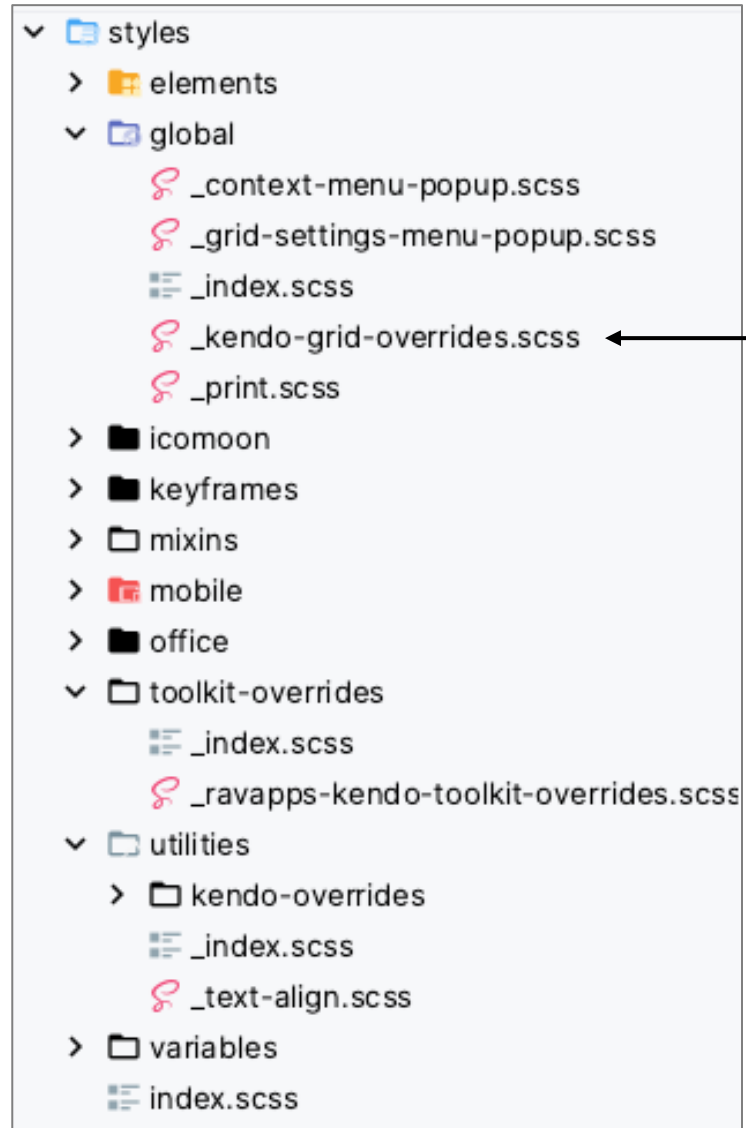 styles
elements
global
_context-menu-popup.scss
_grid-settings-menu-popup.scss
_index.scss
_kendo-grid-overrides.scss
_print.scss
icomoon
keyframes
mixins
mobile
office
toolkit-overrides
_index.scss
_ravapps-kendo-toolkit-overrides.scss
utilities
kendo-overrides
_index.scss
_text-align.scss
variables
index.scss